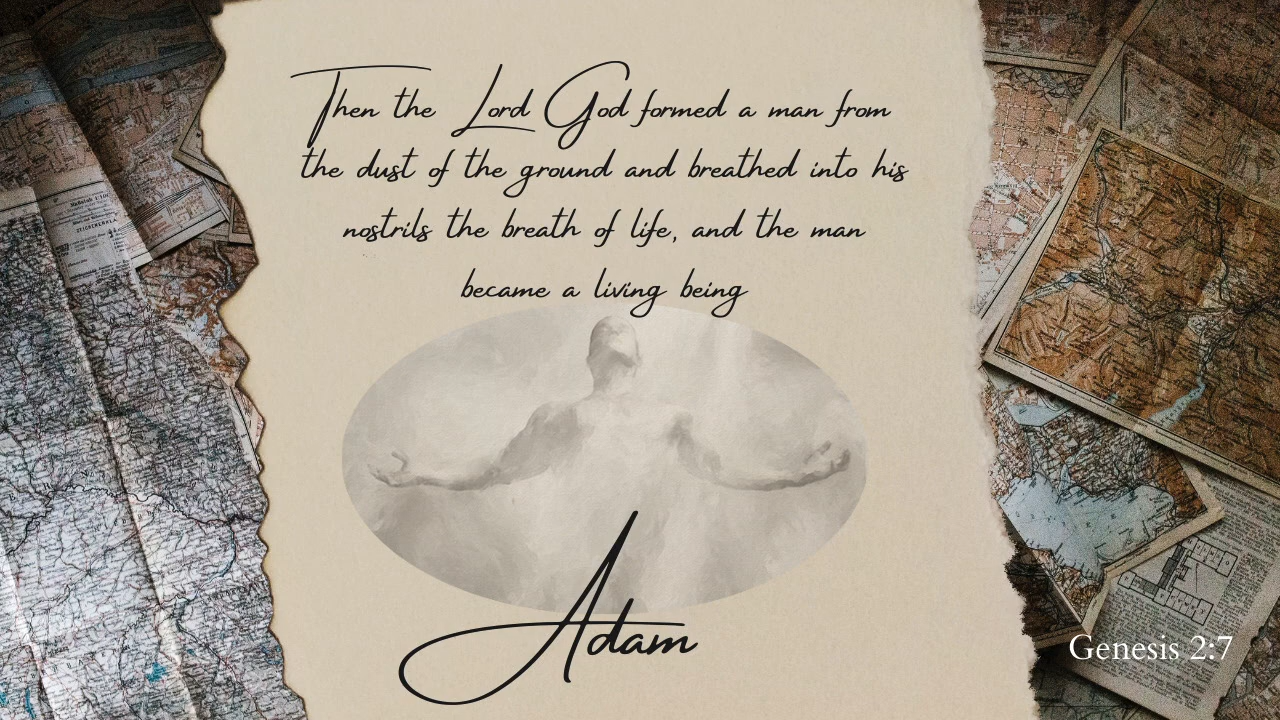 Then the Lord God formed a man from
the dust of the ground and breathed into his
nostrils the breath of life, and the man
became a living being
Adam
Genesis 2:7